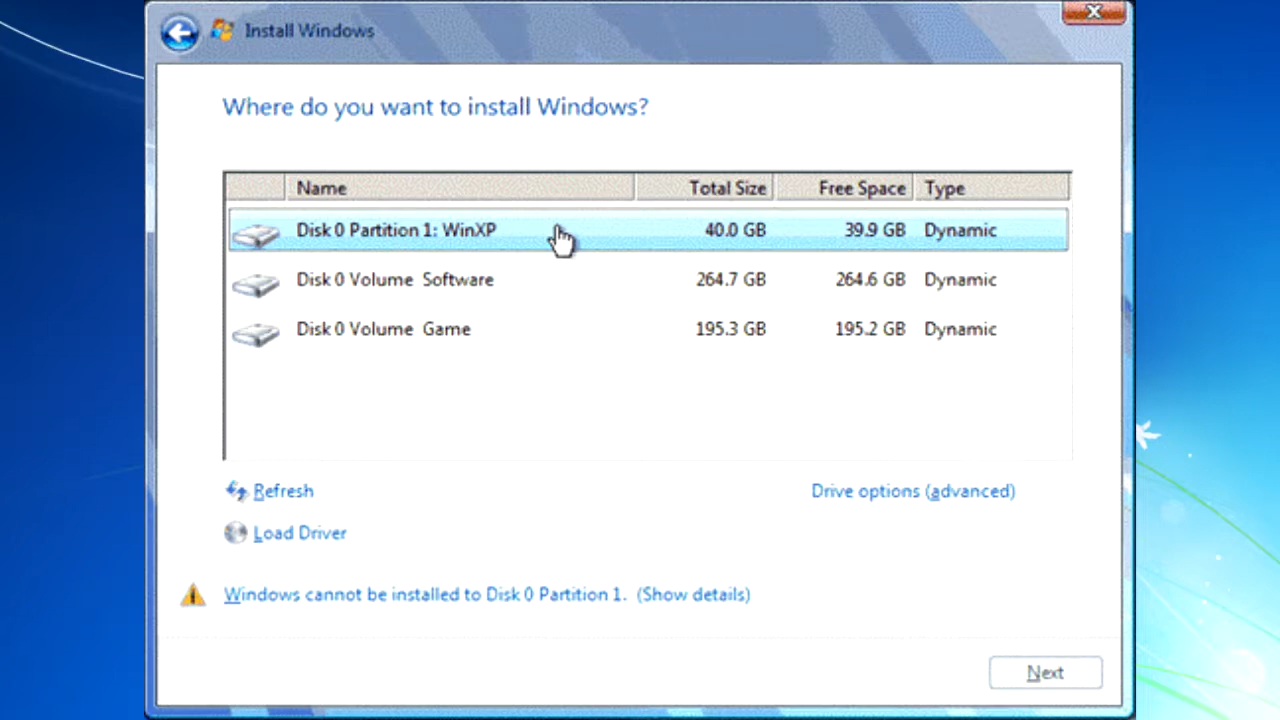 Install Windows
Where do you want to install Windows?
Name Total Size Free Space Type
Disk 0 Partition 1: WinXP 40.0 GB 39.9 GB Dynamic
Disk 0 Volume Software 264.7 GB 264.6 GB Dynamic
Disk 0 Volume Game 195.3 GB 195.2 GB Dynamic
Refresh Drive options (advanced)
Load Driver
Windows cannot be installed to Disk 0 Partition 1. (Show details)
Next